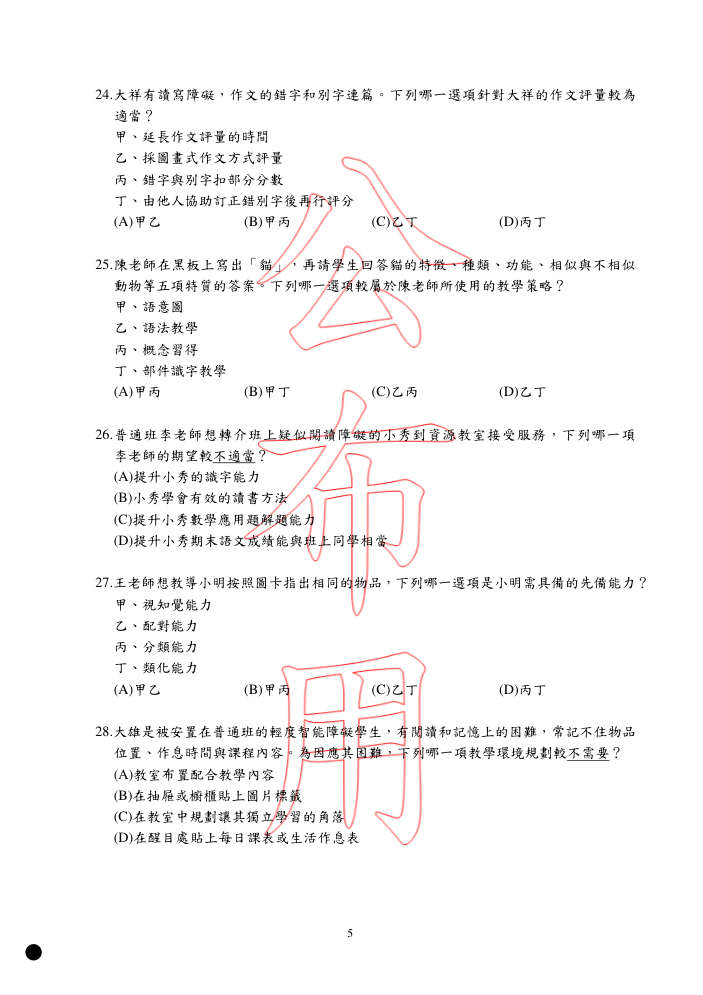 24.大祥有讀寫障礙，作文的錯字和別字連篇。下列哪一選項針對大祥的作文評量較為
適當？
甲、延長作文評量的時間
乙、採圖畫式作文方式評量
丙、錯字與別字扣部分分數
丁、由他人協助訂正錯別字後再行評分
(A)甲乙 (B)甲丙 (C)乙丁 (D)丙丁
25.陳老師在黑板上寫出「貓」，再請學生回答貓的特徵、種類、功能、相似與不相似
動物等五項特質的答案。下列哪一選項較屬於陳老師所使用的教學策略？
甲、語意圖
乙、語法教學
丙、概念習得
丁、部件識字教學
(A)甲丙 (B)甲丁 (C)乙丙 (D)乙丁
26.普通班李老師想轉介班上疑似閱讀障礙的小秀到資源教室接受服務，下列哪一項
李老師的期望較不適當？
(A)提升小秀的識字能力
(B)小秀學會有效的讀書方法
(C)提升小秀數學應用題解題能力
(D)提升小秀期末語文成績能與班上同學相當
27.王老師想教導小明按照圖卡指出相同的物品，下列哪一選項是小明需具備的先備能力？
甲、視知覺能力
乙、配對能力
丙、分類能力
丁、類化能力
(A)甲乙 (B)甲丙 (C)乙丁 (D)丙丁
28.大雄是被安置在普通班的輕度智能障礙學生，有閱讀和記憶上的困難，常記不住物品
位置、作息時間與課程內容。為因應其困難，下列哪一項教學環境規劃較不需要？
(A)教室布置配合教學內容
(B)在抽屜或櫥櫃貼上圖片標籤
(C)在教室中規劃讓其獨立學習的角落
(D)在醒目處貼上每日課表或生活作息表
公布用
5